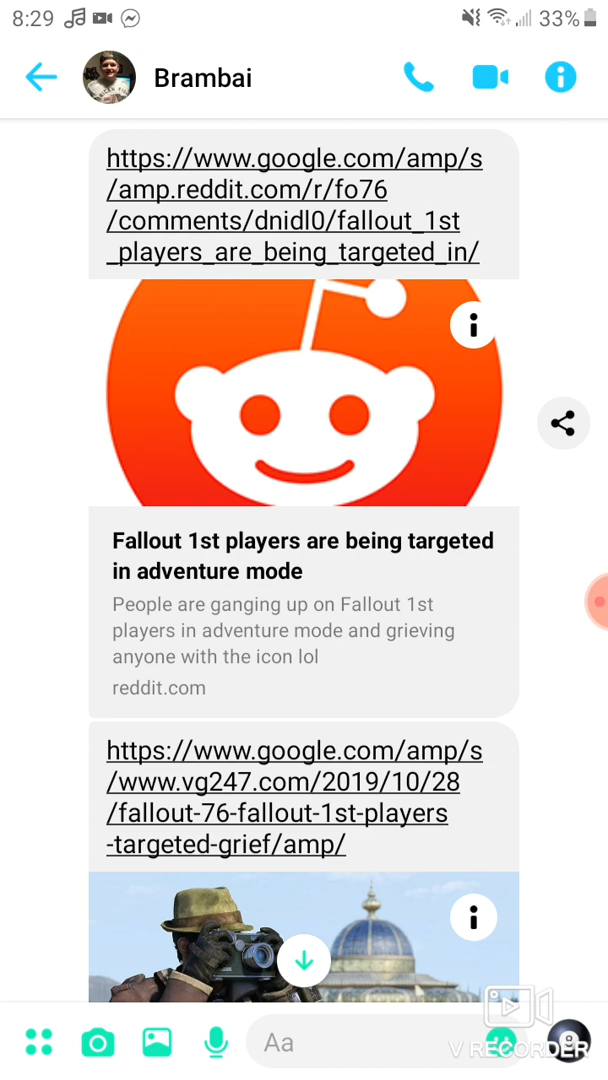 8:29 33%
Brambai
https://www.google.com/amp/s
/amp.reddit.com/r/fo76
/comments/dnidl0/fallout_1st
_players_are_being_targeted_in/
Fallout 1st players are being targeted
in adventure mode
People are ganging up on Fallout 1st
players in adventure mode and grieving
anyone with the icon lol
reddit.com
https://www.google.com/amp/s
/www.vg247.com/2019/10/28
/fallout-76-fallout-1st-players
-targeted-grief/amp/
Aa
V RECORDER